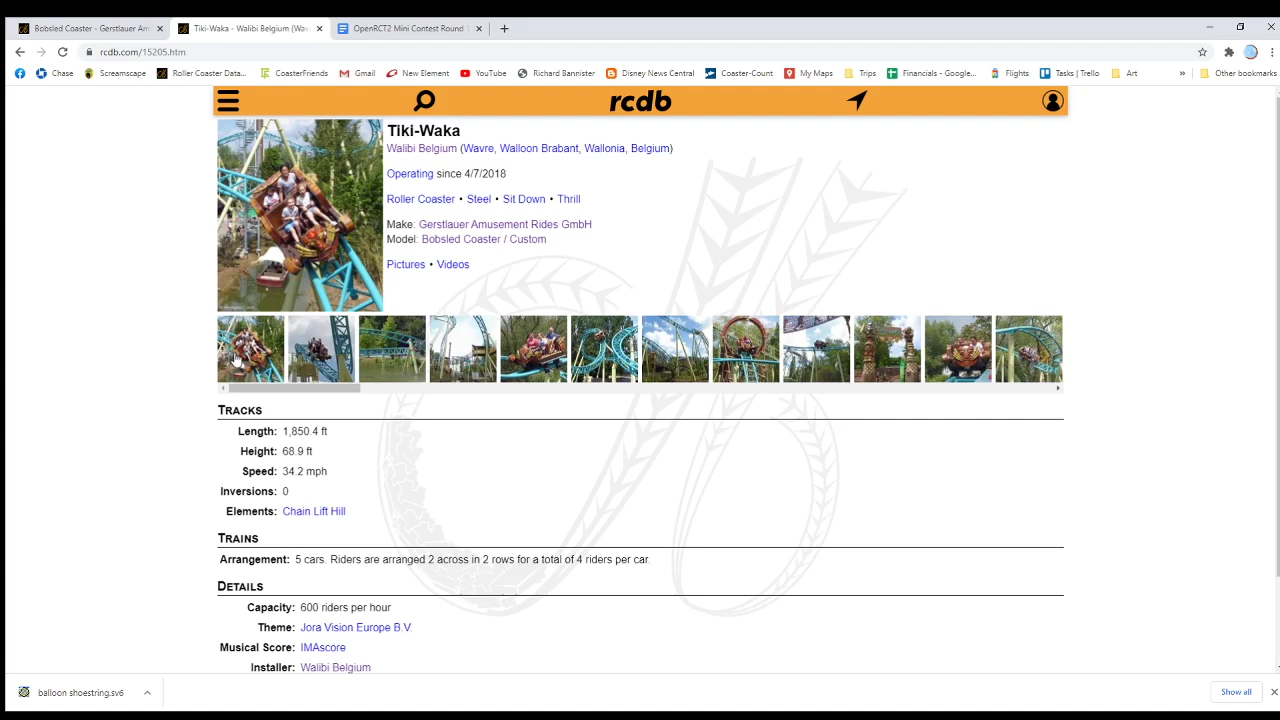 Bobsled Coaster - Gerstlauer Am
Tiki-Waka - Walibi Belgium (Wav
OpenRCT2 Mini Contest Round
rcdb.com/15205.htm
Chase Screamscape Roller Coaster Data... CoasterFriends Gmail New Element YouTube Richard Bannister Disney News Central Coaster-Count My Maps Trips Financials - Google... Flights Tasks | Trello Art » Other bookmarks
rcdb
Tiki-Waka
Walibi Belgium (Wavre, Walloon Brabant, Wallonia, Belgium)
Operating since 4/7/2018
Roller Coaster • Steel • Sit Down • Thrill
Make: Gerstlauer Amusement Rides GmbH
Model: Bobsled Coaster / Custom
Pictures • Videos
Tracks
Length: 1,850.4 ft
Height: 68.9 ft
Speed: 34.2 mph
Inversions: 0
Elements: Chain Lift Hill
Trains
Arrangement: 5 cars. Riders are arranged 2 across in 2 rows for a total of 4 riders per car.
Details
Capacity: 600 riders per hour
Theme: Jora Vision Europe B.V.
Musical Score: IMAscore
Installer: Walibi Belgium
balloon shoestring.sv6
Show all